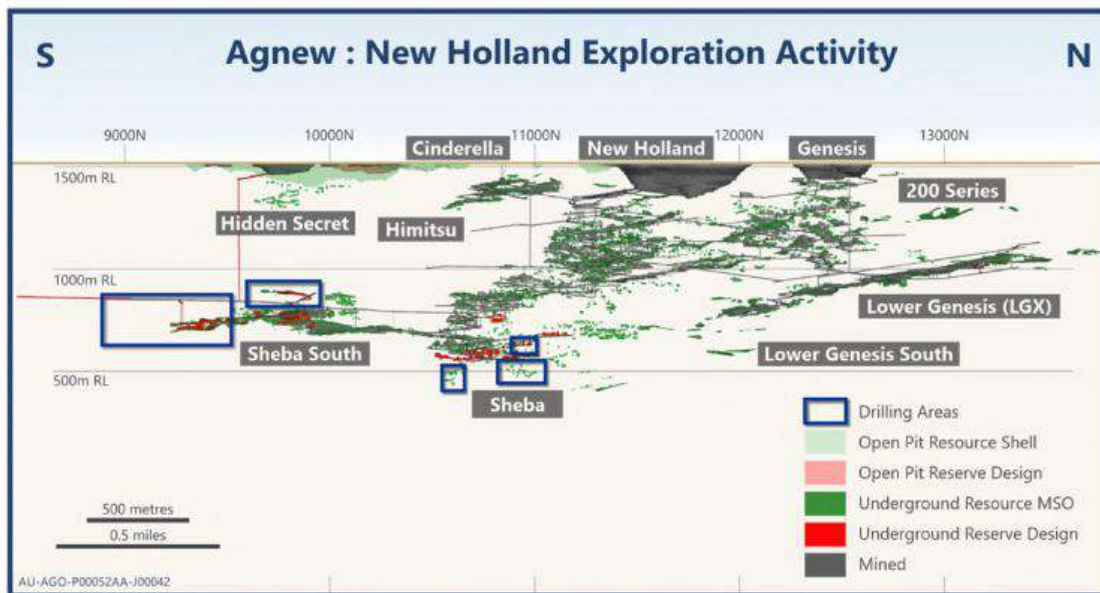 S
Agnew : New Holland Exploration Activity
N
9000N
10000N
11000N
12000N
13000N
Cinderella
New Holland
Genesis
1500m RL
200 Series
Hidden Secret
Himitsu
1000m RL
Lower Genesis (LGX)
Sheba South
Lower Genesis South
500m RL
Sheba
Drilling Areas
Open Pit Resource Shell
Open Pit Reserve Design
Underground Resource MSO
Underground Reserve Design
Mined
500 metres
0.5 miles
AU-AGO-P00052AA-J00042